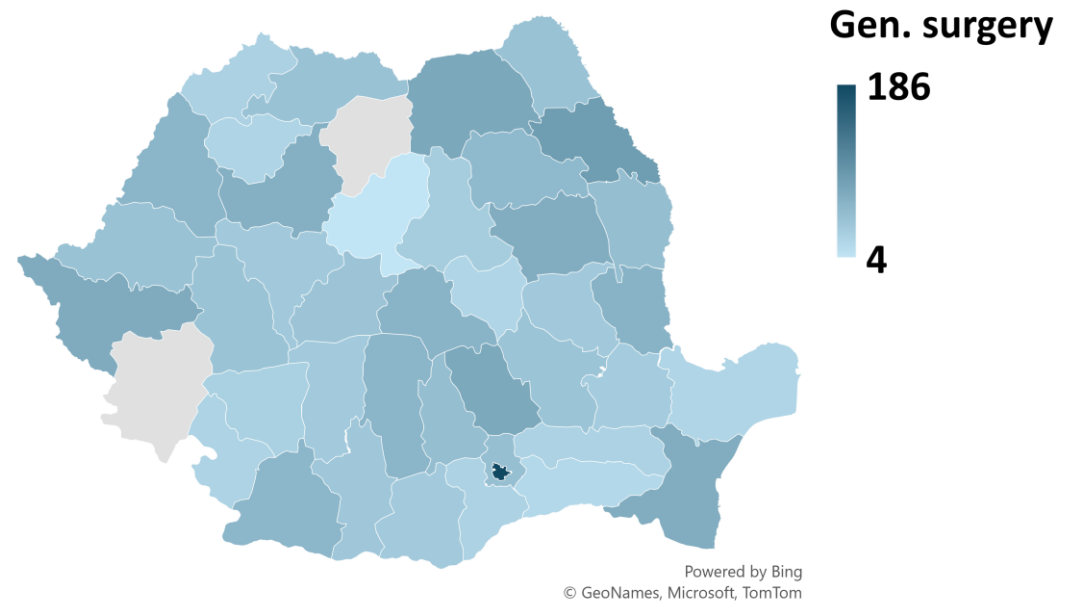 Gen. surgery
186
4
Powered by Bing
© GeoNames, Microsoft, TomTom